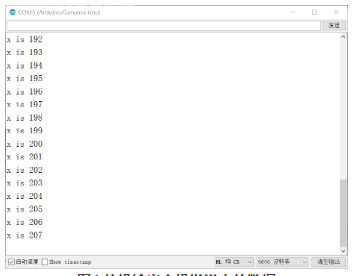 COM3 (Arduino/Genuino Uno)
发送
x is 192
x is 193
x is 194
x is 195
x is 196
x is 197
x is 198
x is 199
x is 200
x is 201
x is 202
x is 203
x is 204
x is 205
x is 206
x is 207
自动滚屏 Show timestamp NL 和 CR 9600 波特率 清空输出